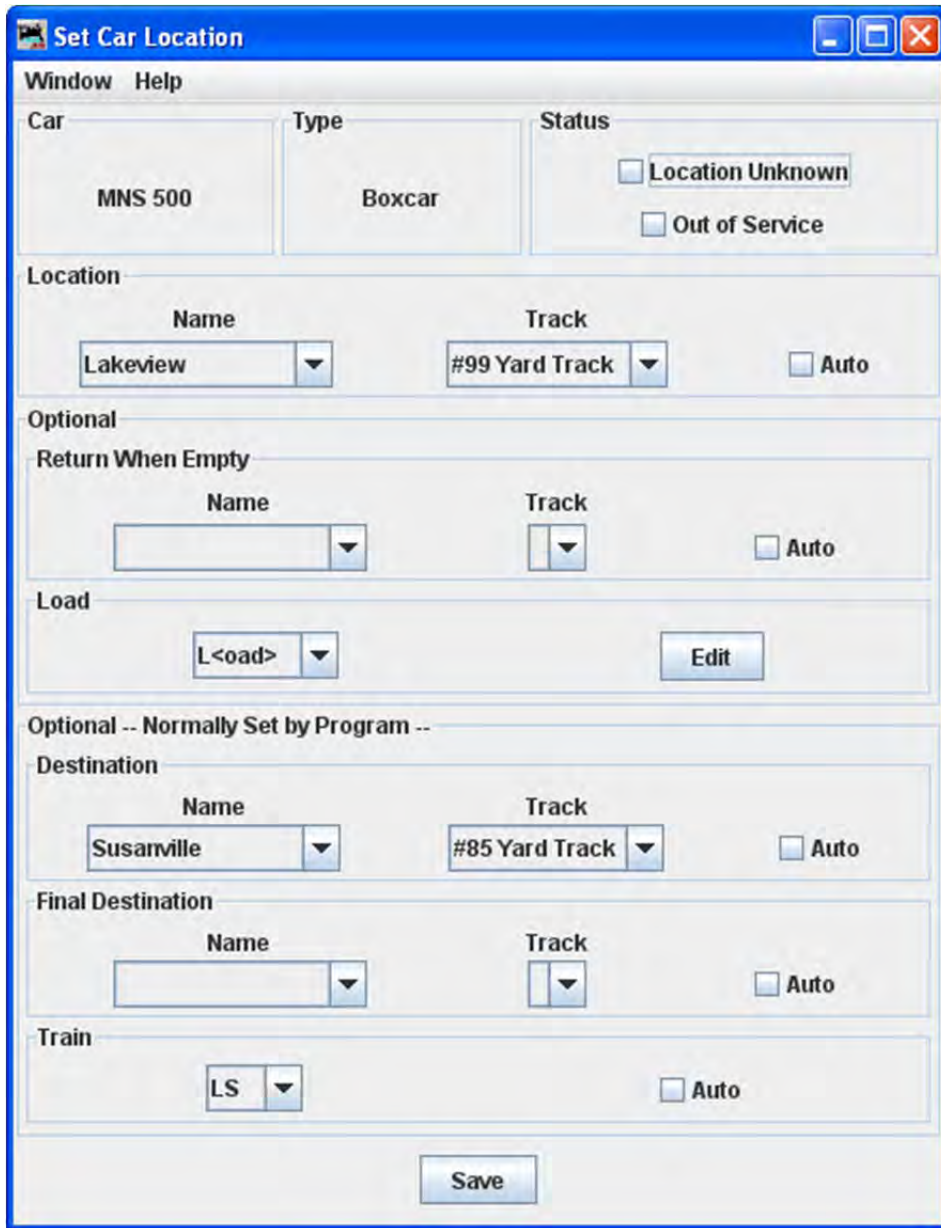 Set Car Location
Window Help
Car Type Status
MNS 500 Boxcar
Location Unknown
Out of Service
Location
Name Track
Lakeview #99 Yard Track Auto
Optional
Return When Empty
Name Track
Auto
Load
L<oad> Edit
Optional -- Normally Set by Program --
Destination
Name Track
Susanville #85 Yard Track Auto
Final Destination
Name Track
Auto
Train
LS Auto
Save